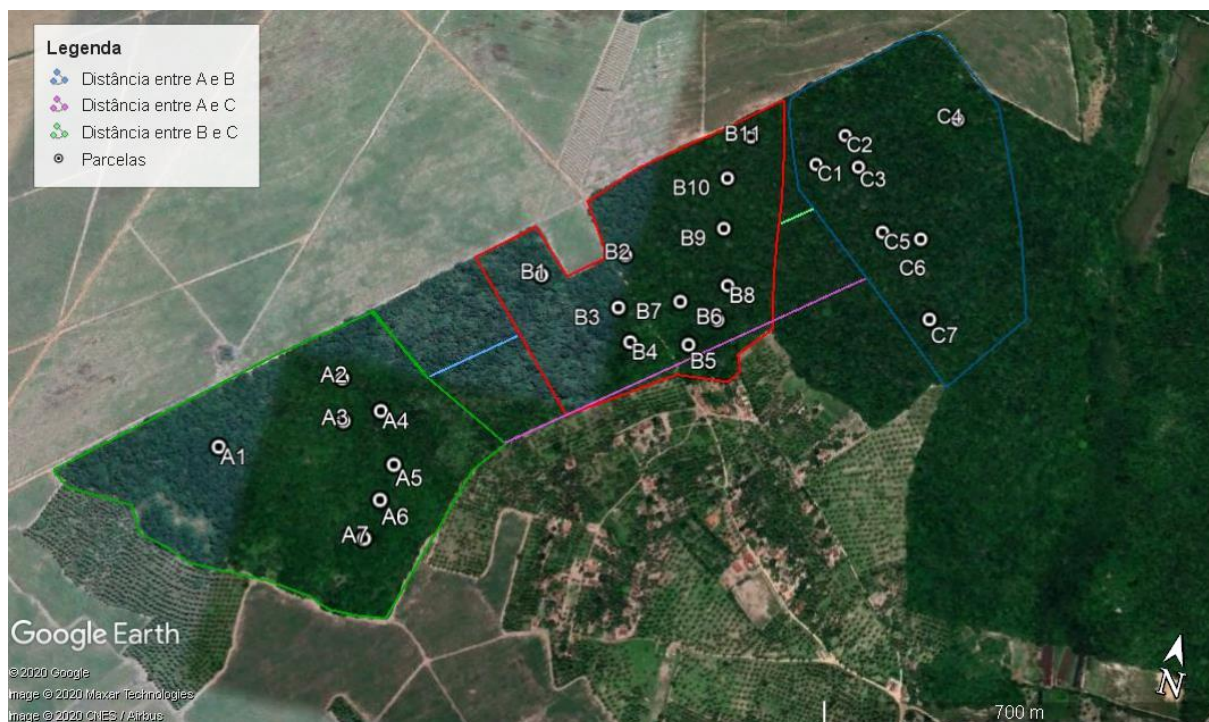 Legenda
Distância entre A e B
Distância entre A e C
Distância entre B e C
Parcelas
C4
B11
C2
C1
C3
B10
B9
C5
B2
C6
B1
B8
B3
B7
B6
C7
B4
B5
A2
A4
A3
A1
A5
A6
A7
Google Earth
© 2020 Google
Image © 2020 Maxar Technologies
Image © 2020 CNES / Airbus
700 m
N